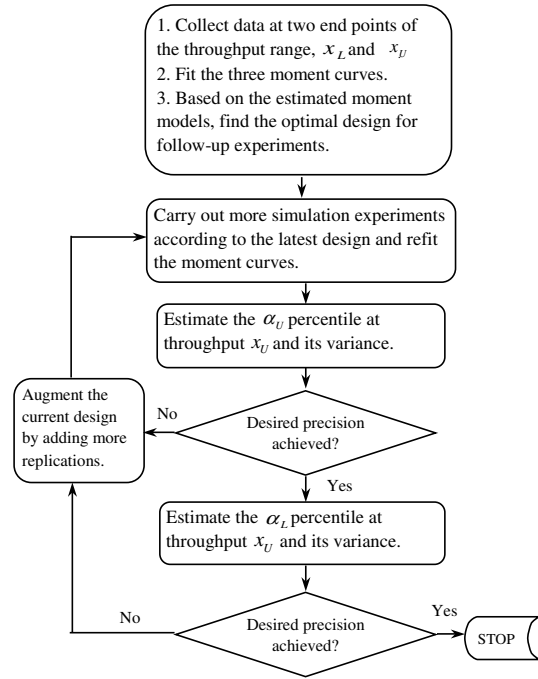 1. Collect data at two end points of
the throughput range, x_L and x_U
2. Fit the three moment curves.
3. Based on the estimated moment
models, find the optimal design for
follow-up experiments.
Carry out more simulation experiments
according to the latest design and refit
the moment curves.
Estimate the α_U percentile at
throughput x_U and its variance.
Augment the
current design
by adding more
replications.
No
Desired precision
achieved?
Yes
Estimate the α_L percentile at
throughput x_U and its variance.
No
Desired precision
achieved?
Yes
STOP